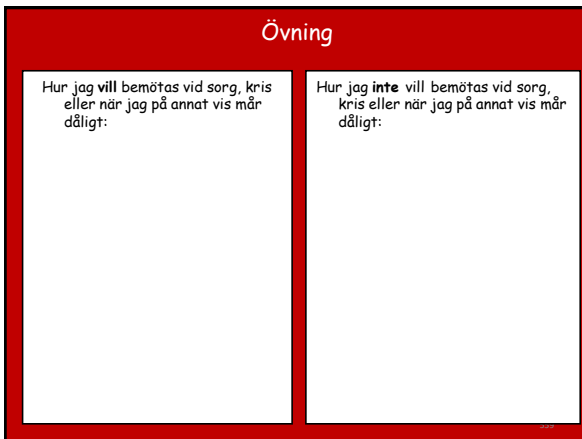 Övning
Hur jag vill bemötas vid sorg, kris
eller när jag på annat vis mår
dåligt:
Hur jag inte vill bemötas vid sorg,
kris eller när jag på annat vis mår
dåligt: